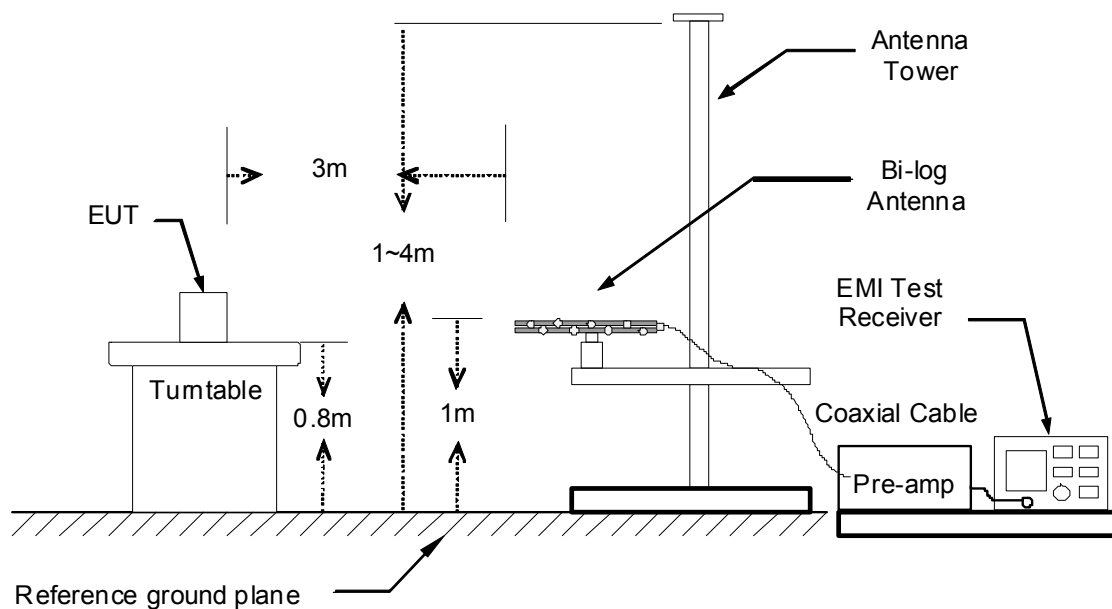 Antenna
Tower
3m
Bi-log
Antenna
EUT
1~4m
EMI Test
Receiver
Turntable
0.8m
1m
Coaxial Cable
Pre-amp
Reference ground plane